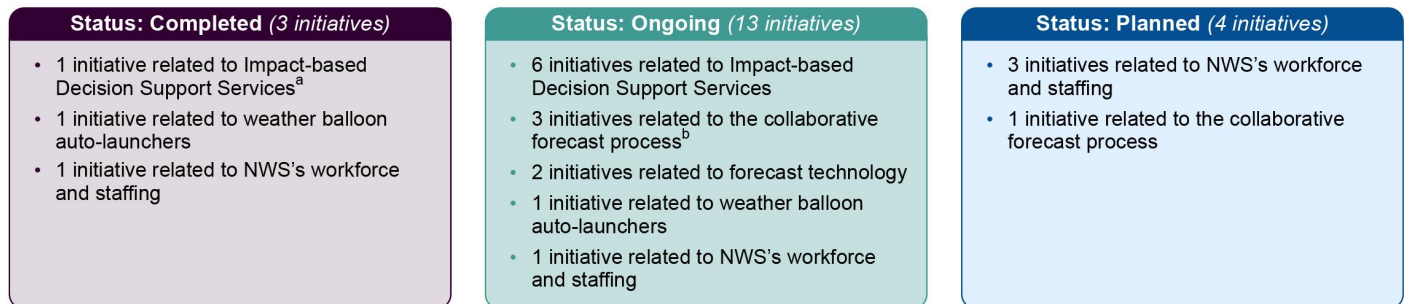 Status: Completed (3 initiatives)
• 1 initiative related to Impact-based
Decision Support Servicesᵃ
• 1 initiative related to weather balloon
auto-launchers
• 1 initiative related to NWS’s workforce
and staffing
Status: Ongoing (13 initiatives)
• 6 initiatives related to Impact-based
Decision Support Services
• 3 initiatives related to the collaborative
forecast processᵇ
• 2 initiatives related to forecast technology
• 1 initiative related to weather balloon
auto-launchers
• 1 initiative related to NWS’s workforce
and staffing
Status: Planned (4 initiatives)
• 3 initiatives related to NWS’s workforce
and staffing
• 1 initiative related to the collaborative
forecast process